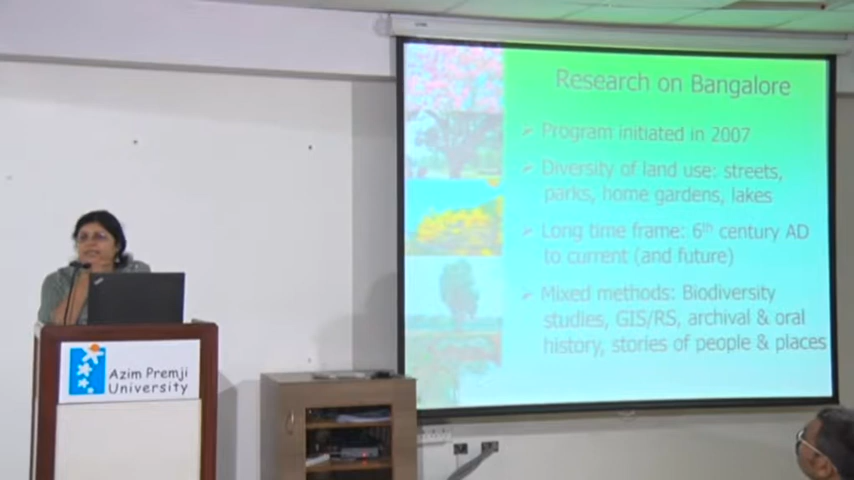 Research on Bangalore
➢ Program initiated in 2007
➢ Diversity of land use: streets,
parks, home gardens, lakes
➢ Long time frame: 6th century AD
to current (and future)
➢ Mixed methods: Biodiversity
studies, GIS/RS, archival & oral
history, stories of people & places
Azim Premji
University